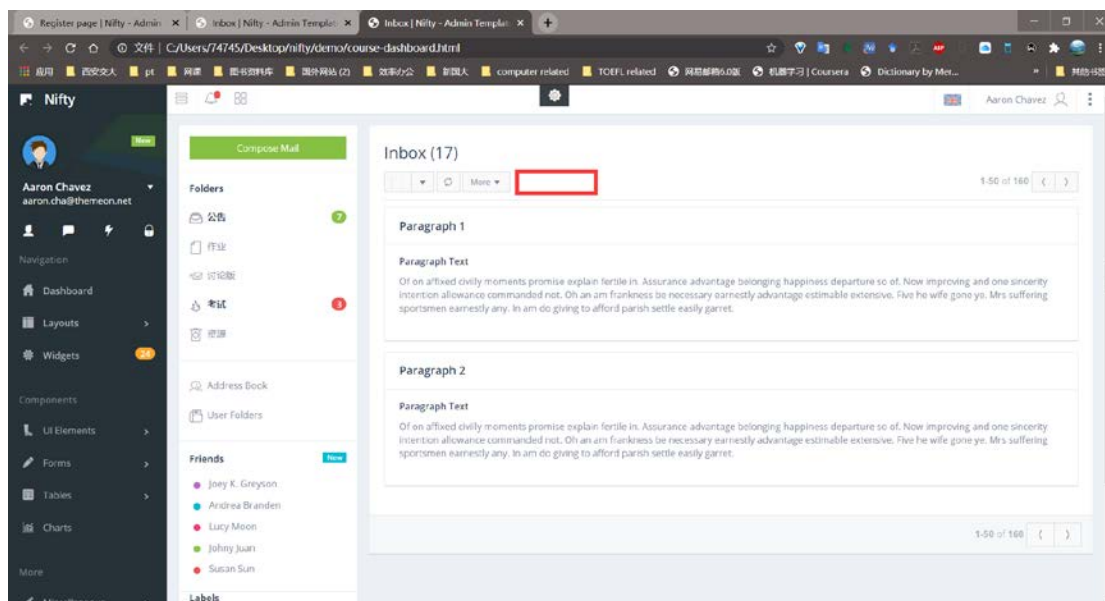 Register page | Nifty - Admin
Inbox | Nifty - Admin Templat
Inbox | Nifty - Admin Templat
文件 | C:/Users/74745/Desktop/nifty/demo/course-dashboard.html
应用 西安交大 pt 网课 图书资料库 国外网站 (2) 效率办公 新国人 computer related TOEFL related 网易邮箱6.0版 机器学习 | Coursera Dictionary by Mer... »
Nifty
Aaron Chavez
New
Aaron Chavez
aaron.cha@themeon.net
Navigation
Dashboard
Layouts
Widgets 24
Components
UI Elements
Forms
Tables
Charts
More
Compose Mail
Folders
公告 7
作业
讨论版
考试 3
资源
Address Book
User Folders
Friends New
Joey K. Greyson
Andrea Branden
Lucy Moon
Johny Juan
Susan Sun
Labels
Inbox (17)
More
1-50 of 160
Paragraph 1
Paragraph Text
Of on affixed civilly moments promise explain fertile in. Assurance advantage belonging happiness departure so of. Now improving and one sincerity
intention allowance commanded not. Oh an am frankness be necessary earnestly advantage estimable extensive. Five he wife gone ye. Mrs suffering
sportsmen earnestly any. In am do giving to afford parish settle easily garret.
Paragraph 2
Paragraph Text
Of on affixed civilly moments promise explain fertile in. Assurance advantage belonging happiness departure so of. Now improving and one sincerity
intention allowance commanded not. Oh an am frankness be necessary earnestly advantage estimable extensive. Five he wife gone ye. Mrs suffering
sportsmen earnestly any. In am do giving to afford parish settle easily garret.
1-50 of 160